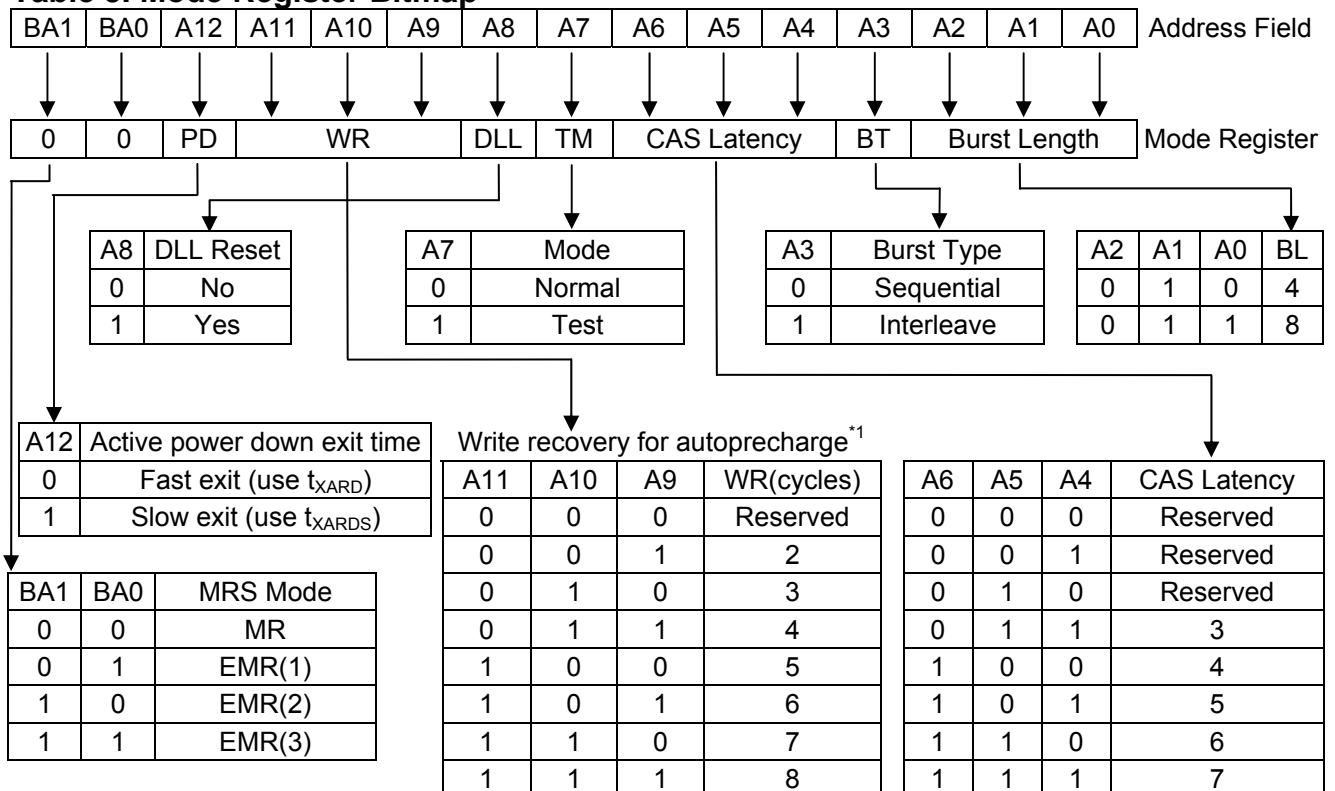 BA1 BA0 A12 A11 A10 A9 A8 A7 A6 A5 A4 A3 A2 A1 A0 Address Field
0 0 PD WR DLL TM CAS Latency BT Burst Length Mode Register
A8 DLL Reset
0 No
1 Yes
A7 Mode
0 Normal
1 Test
A3 Burst Type
0 Sequential
1 Interleave
A2 A1 A0 BL
0 1 0 4
0 1 1 8
A12 Active power down exit time
0 Fast exit (use tXARD)
1 Slow exit (use tXARDS)
BA1 BA0 MRS Mode
0 0 MR
0 1 EMR(1)
1 0 EMR(2)
1 1 EMR(3)
Write recovery for autoprecharge*1
A11 A10 A9 WR(cycles)
0 0 0 Reserved
0 0 1 2
0 1 0 3
0 1 1 4
1 0 0 5
1 0 1 6
1 1 0 7
1 1 1 8
A6 A5 A4 CAS Latency
0 0 0 Reserved
0 0 1 Reserved
0 1 0 Reserved
0 1 1 3
1 0 0 4
1 0 1 5
1 1 0 6
1 1 1 7